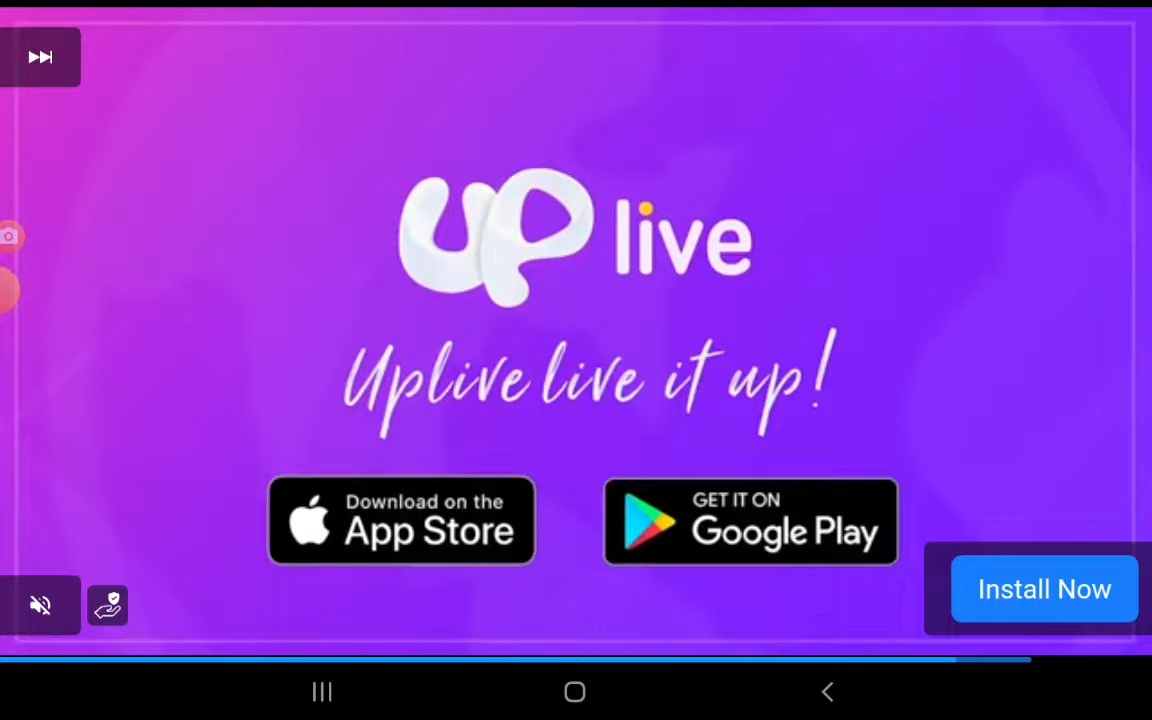 UP live
Uplive live it up!
Download on the
App Store
GET IT ON
Google Play
Install Now